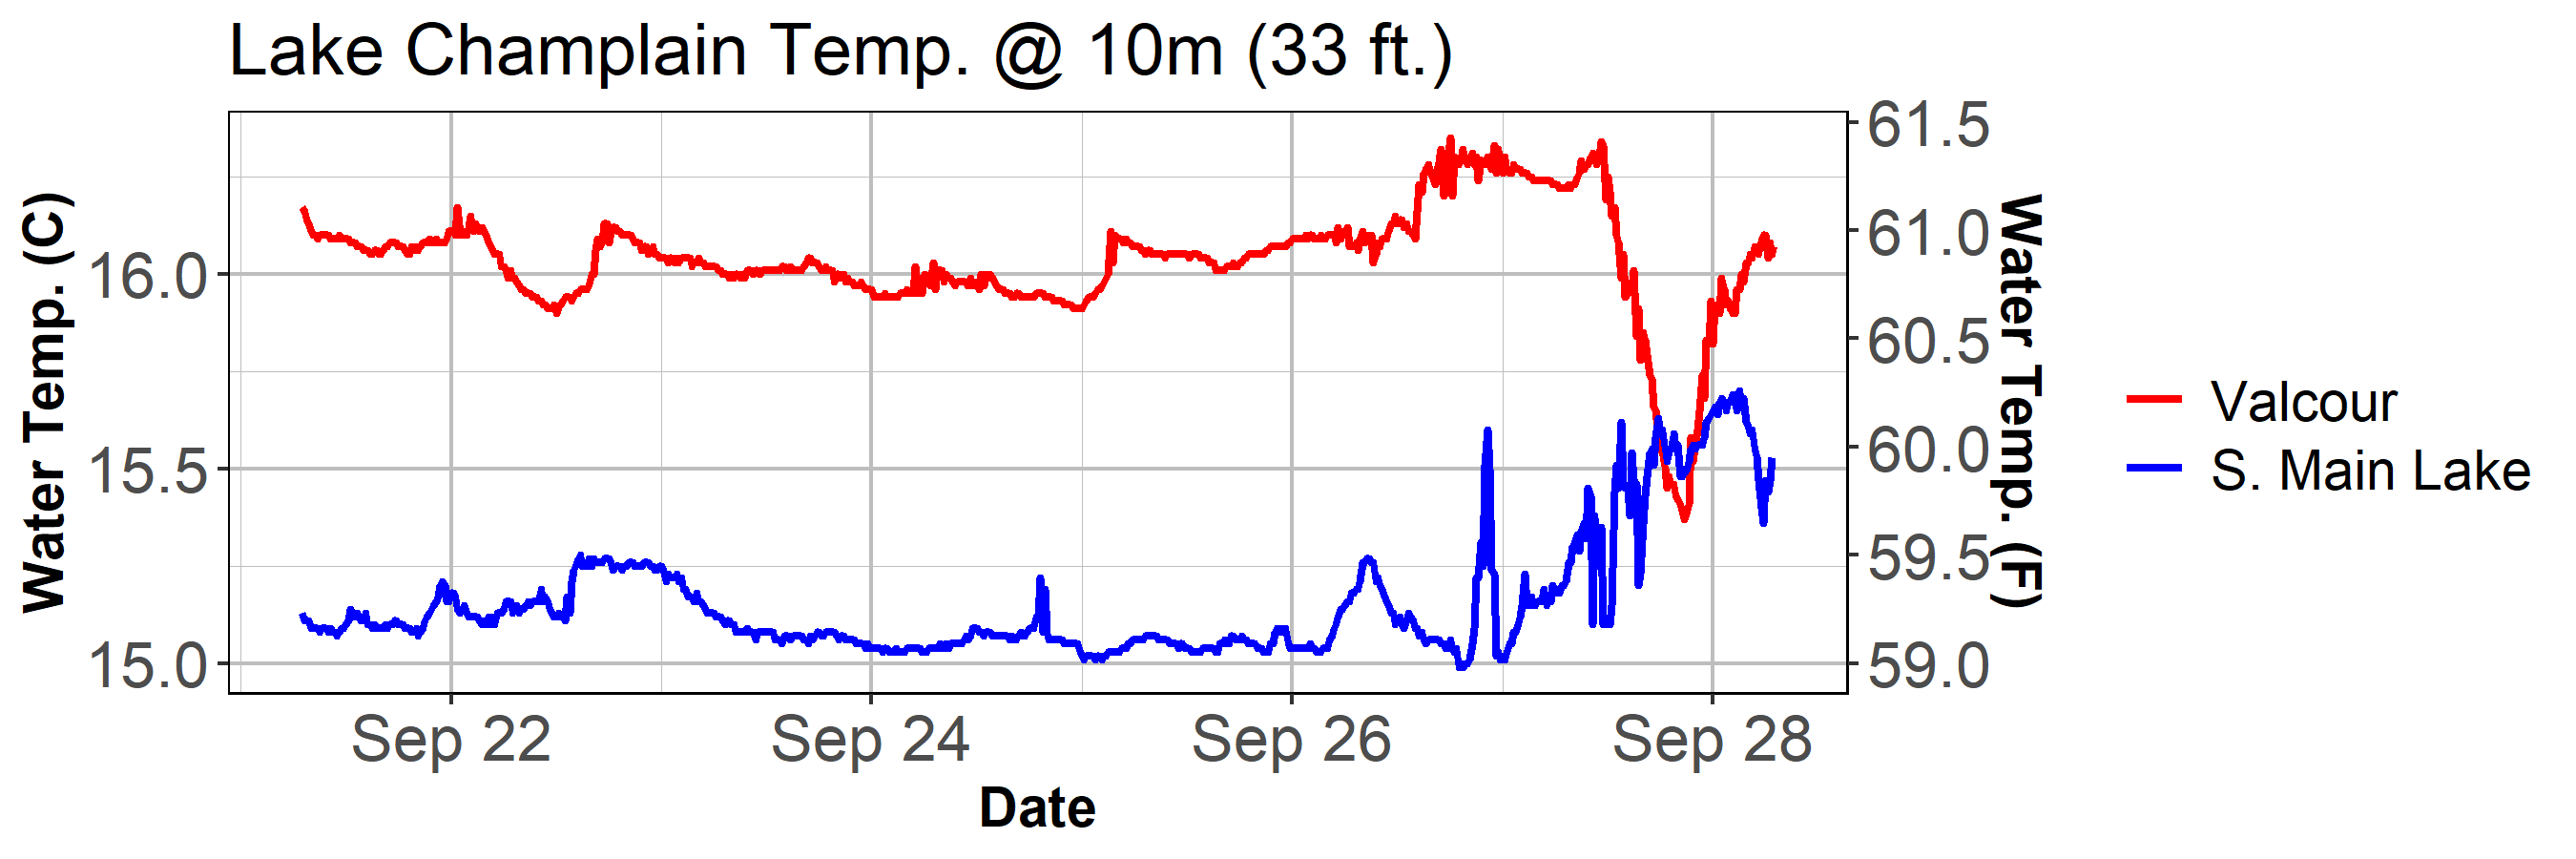 Lake Champlain Temp. @ 10m (33 ft.)
Water Temp. (C)
16.0
15.5
15.0
61.5
61.0
60.5
60.0
59.5
59.0
Water Temp. (F)
Sep 22
Sep 24
Sep 26
Sep 28
Date
Valcour
S. Main Lake